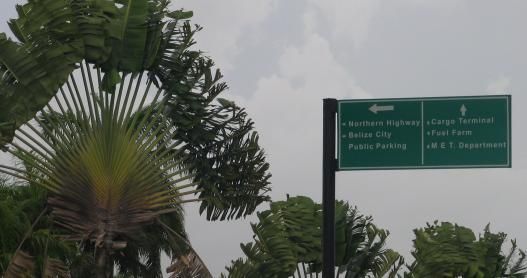 Northern Highway
Belize City
Public Parking
Cargo Terminal
Fuel Farm
M E T. Department